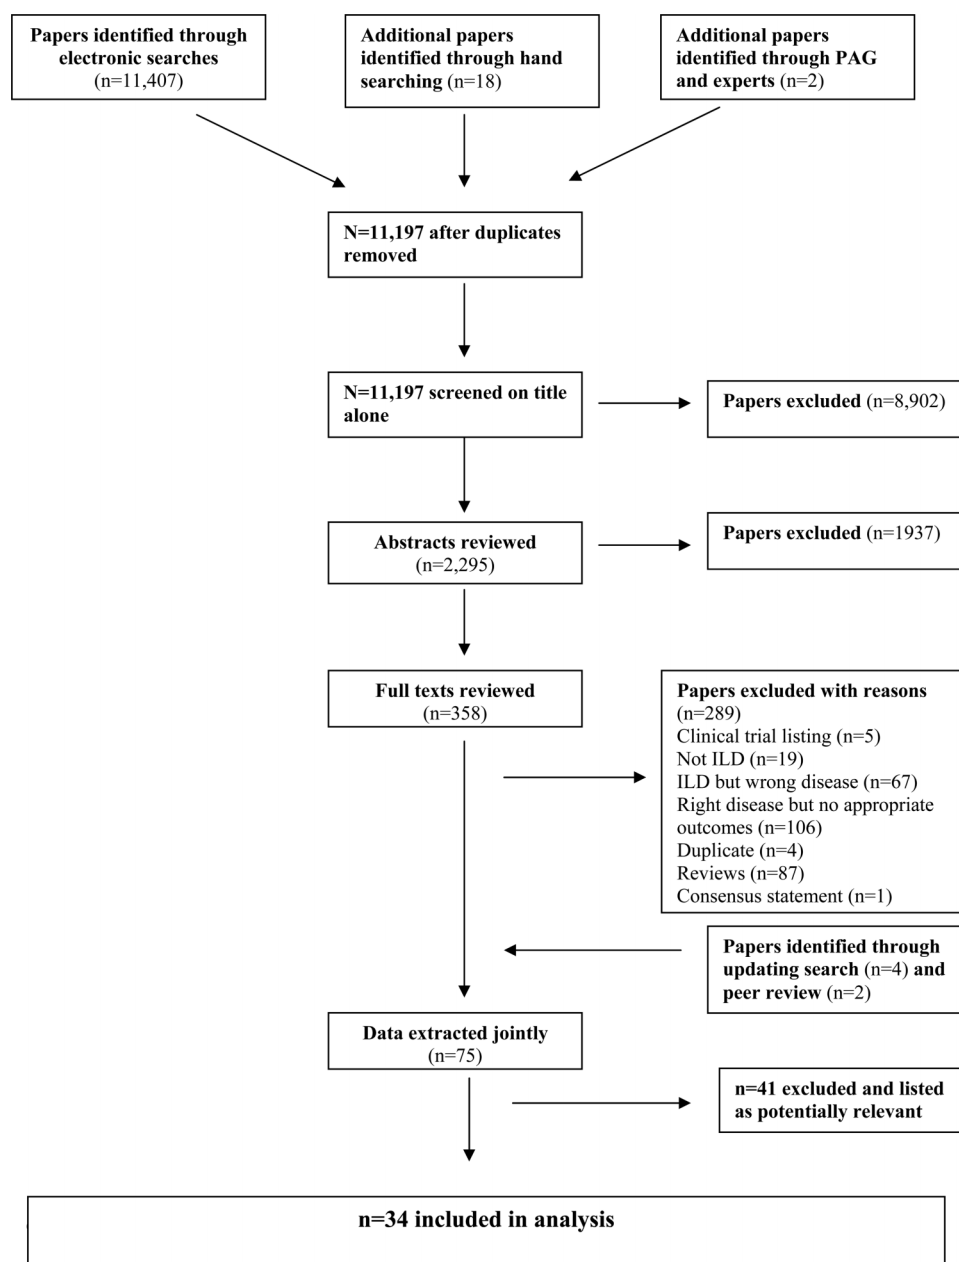 Papers identified through
electronic searches
(n=11,407)
Additional papers
identified through hand
searching (n=18)
Additional papers
identified through PAG
and experts (n=2)
N=11,197 after duplicates
removed
N=11,197 screened on title
alone
Papers excluded (n=8,902)
Abstracts reviewed
(n=2,295)
Papers excluded (n=1937)
Full texts reviewed
(n=358)
Papers excluded with reasons
(n=289)
Clinical trial listing (n=5)
Not ILD (n=19)
ILD but wrong disease (n=67)
Right disease but no appropriate
outcomes (n=106)
Duplicate (n=4)
Reviews (n=87)
Consensus statement (n=1)
Papers identified through
updating search (n=4) and
peer review (n=2)
Data extracted jointly
(n=75)
n=41 excluded and listed
as potentially relevant
n=34 included in analysis